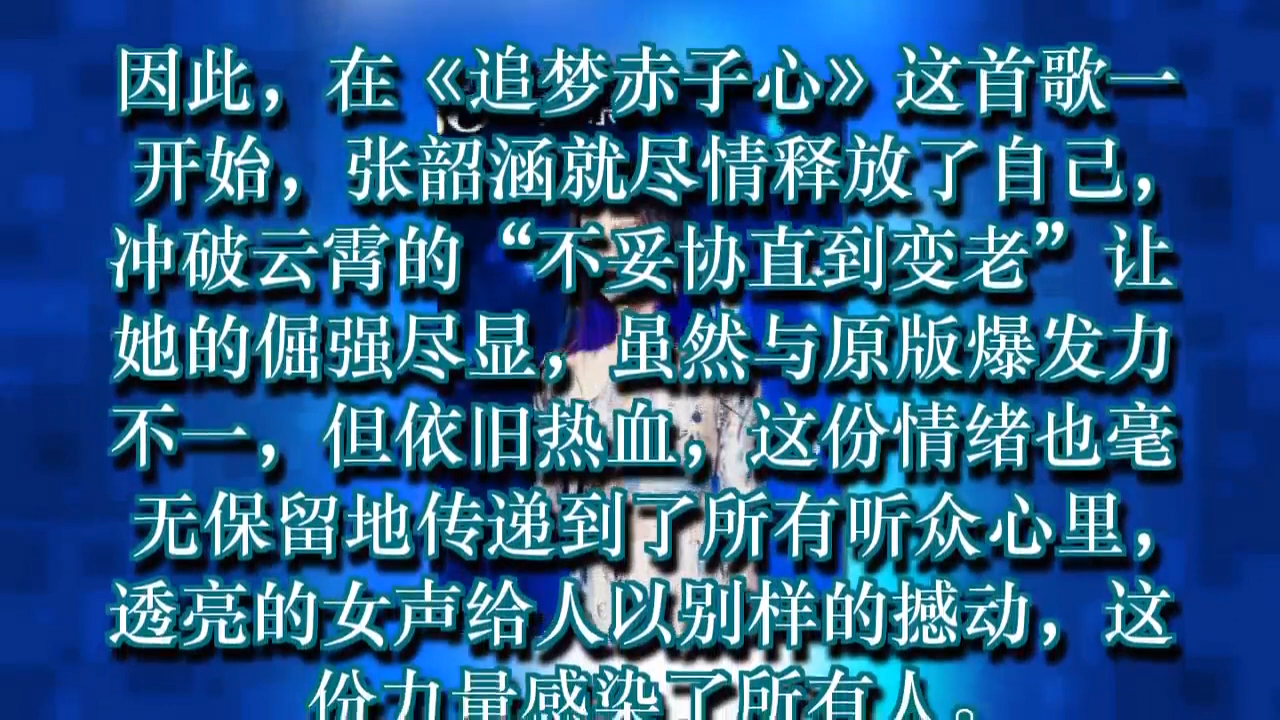 因此，在《追梦赤子心》这首歌一
开始，张韶涵就尽情释放了自己，
冲破云霄的“不妥协直到变老”让
她的倔强尽显，虽然与原版爆发力
不一，但依旧热血，这份情绪也毫
无保留地传递到了所有听众心里，
透亮的女声给人以别样的撼动，这
份力量感染了所有人。